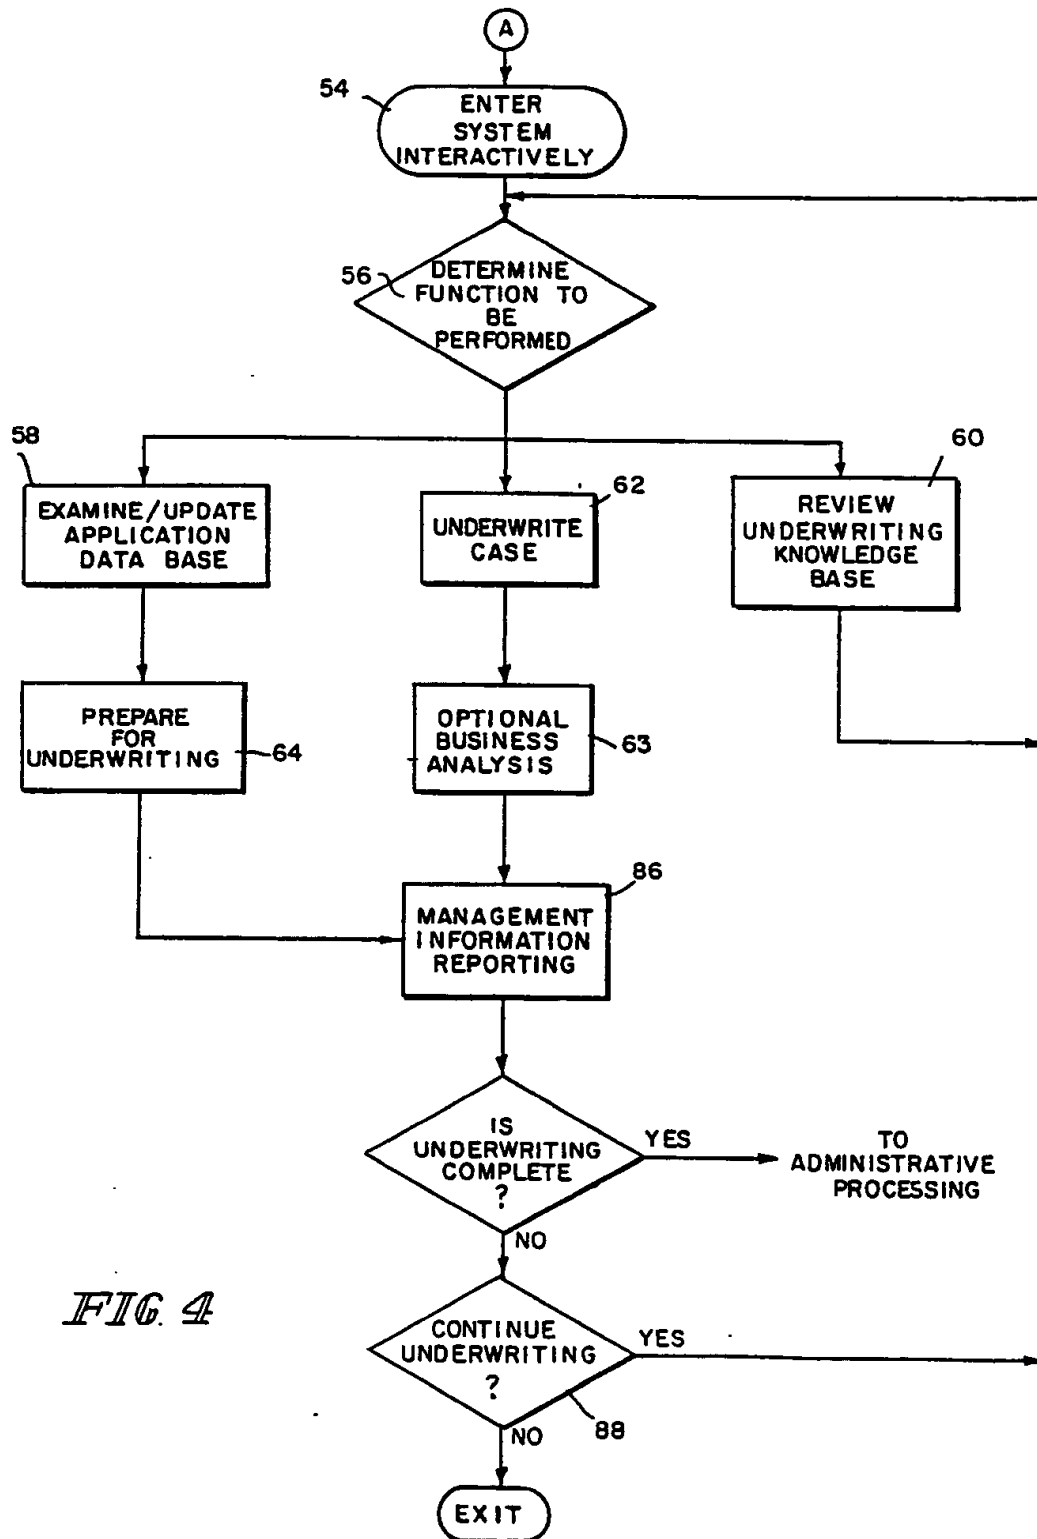 A
54
ENTER
SYSTEM
INTERACTIVELY
56
DETERMINE
FUNCTION TO
BE
PERFORMED
58
EXAMINE/UPDATE
APPLICATION
DATA BASE
62
UNDERWRITE
CASE
60
REVIEW
UNDERWRITING
KNOWLEDGE
BASE
PREPARE
FOR
UNDERWRITING
64
OPTIONAL
BUSINESS
ANALYSIS
63
86
MANAGEMENT
INFORMATION
REPORTING
IS
UNDERWRITING
COMPLETE
?
YES
TO
ADMINISTRATIVE
PROCESSING
NO
CONTINUE
UNDERWRITING
?
YES
88
NO
EXIT
FIG. 4